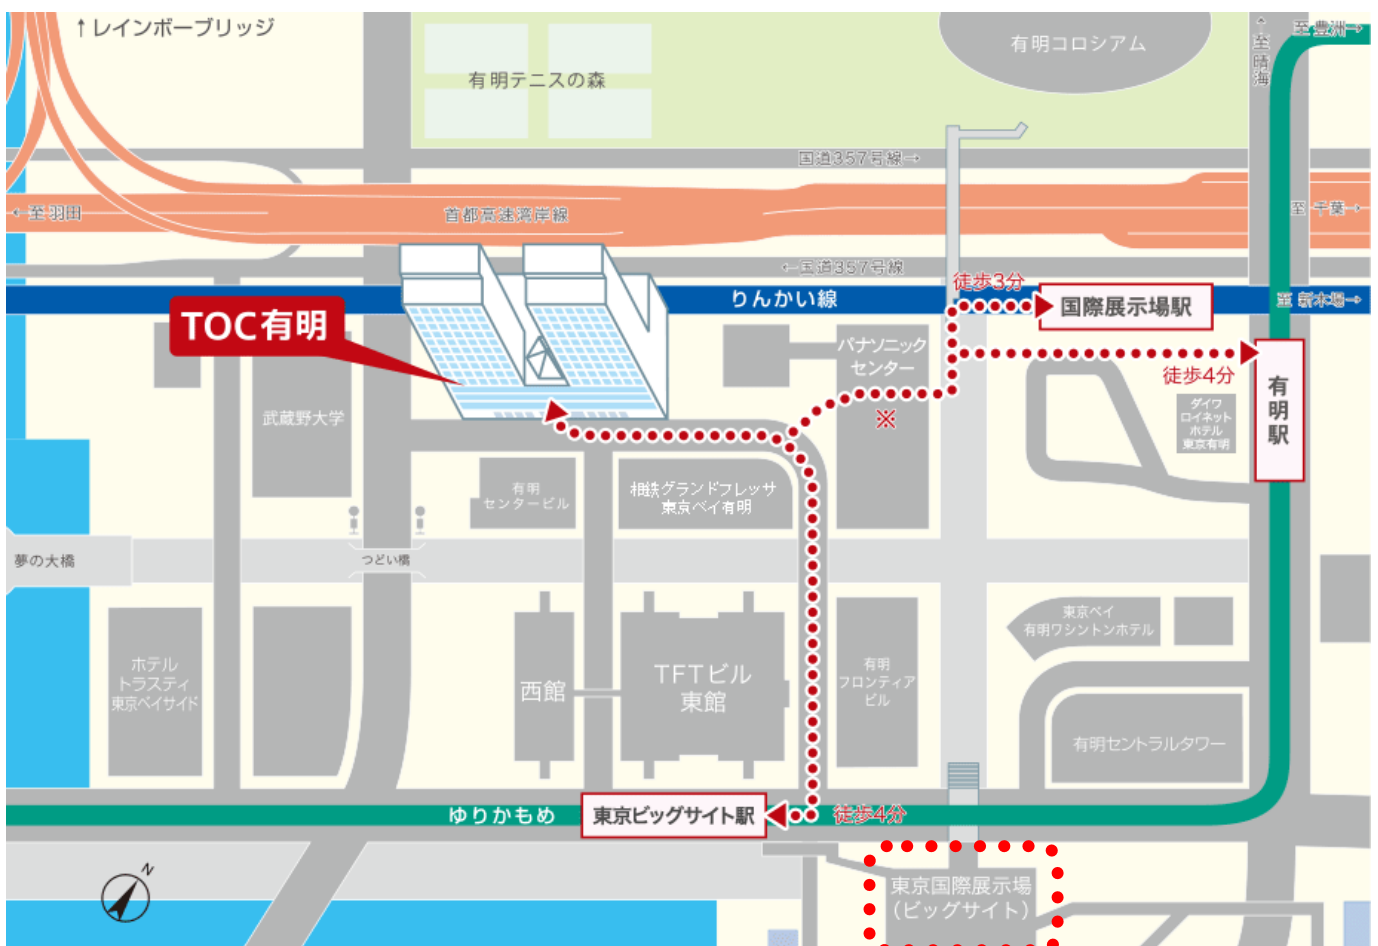 ↑レインボーブリッジ
有明テニスの森
有明コロシアム
↑至晴海
至 豊洲→
国道357号線→
←至 羽田
首都高速湾岸線
至 千葉→
←国道357号線
りんかい線
徒歩3分
国際展示場駅
至 新木場→
TOC有明
パナソニック
センター
※
徒歩4分
有明駅
ダイワ
ロイネット
ホテル
東京有明
武蔵野大学
有明
センタービル
相鉄グランドフレッサ
東京ベイ有明
夢の大橋
つどい橋
東京ベイ
有明ワシントンホテル
ホテル
トラスティ
東京ベイサイド
西館
TFTビル
東館
有明
フロンティア
ビル
有明セントラルタワー
ゆりかもめ
東京ビッグサイト駅
徒歩4分
N
東京国際展示場
(ビッグサイト)